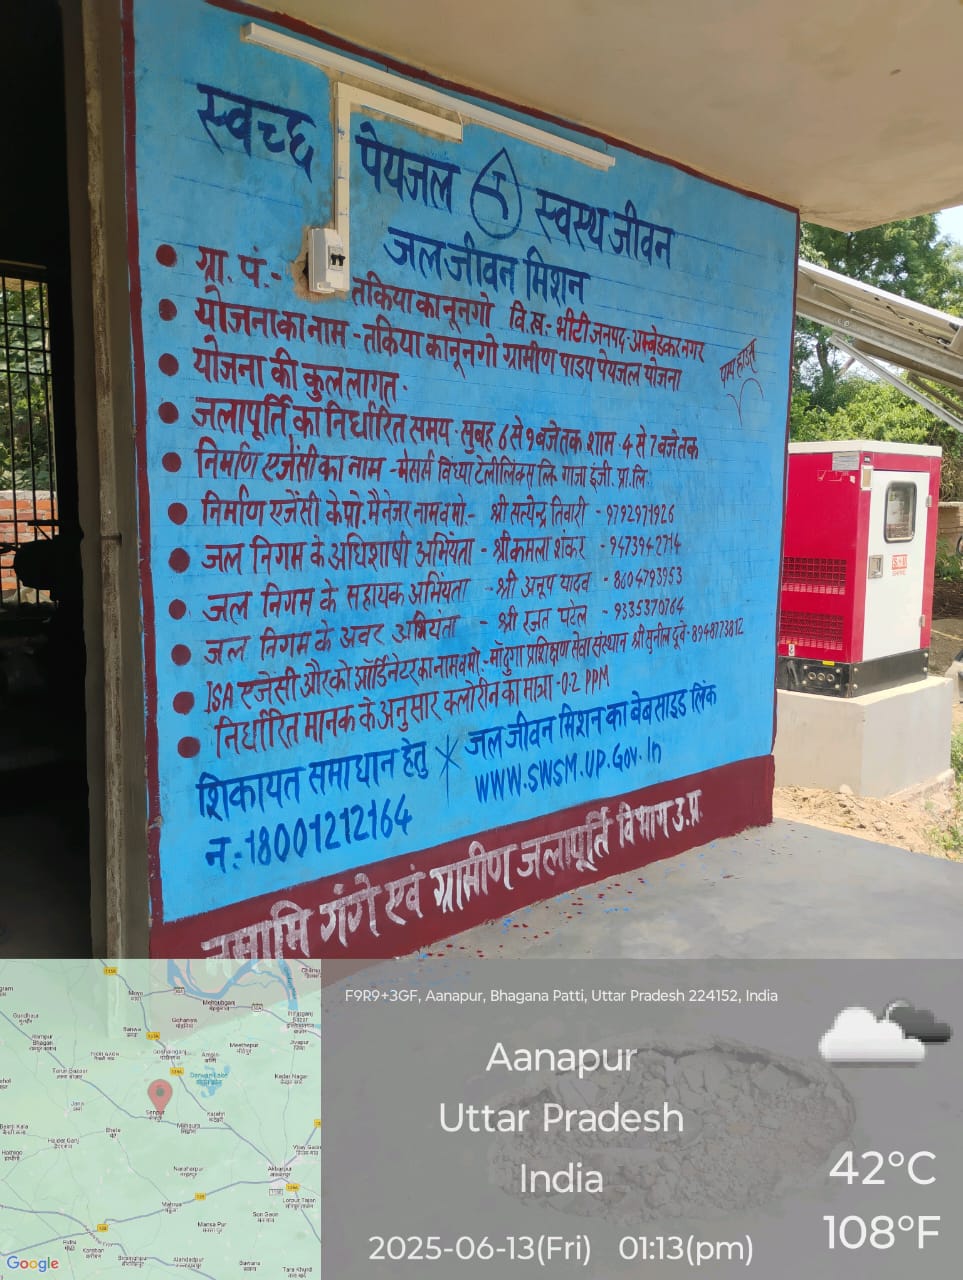 स्वच्छ पेयजल स्वस्थ जीवन
जल जीवन मिशन
ग्रा. पं.- तकिया कानूनगो वि.ख.- भीटी जनपद-अम्बेडकर नगर
योजना का नाम - तकिया कानूनगो ग्रामीण पाइप पेयजल योजना
पम्प हाउस
योजना की कुल लागत.
जलापूर्ति का निर्धारित समय - सुबह 6 से 9 बजे तक शाम - 4 से 7 बजे तक
निर्माण एजेंसी का नाम - मेसर्स विध्या टेलीलिंक्स लि. गाजा इंजी. प्रा. लि.
निर्माण एजेंसी के प्रो. मैनेजर नाम व मो.- श्री सत्येन्द्र तिवारी - 9792971926
जल निगम के अधिशाषी अभियंता - श्री कमला शंकर - 9473942714
जल निगम के सहायक अभियंता - श्री अनूप यादव - 8604793953
जल निगम के अवर अभियंता - श्री रजत पटेल - 9335370764
ISA एजेंसी और को ऑर्डिनेटर का नाम व मो.- प्रशिक्षण सेवा संस्थान श्री सुनील दूबे - 8948773812
निर्धारित मानक के अनुसार क्लोरीन का मात्रा - 0.2 PPM
शिकायत समाधान हेतु
न.: 18001212164
जल जीवन मिशन का बेबसाइड लिंक
WWW.SWSM.UP.Gov.In
नमामि गंगे एवं ग्रामीण जलापूर्ति विभाग उ.प्र.
F9R9+3GF, Aanapur, Bhagana Patti, Uttar Pradesh 224152, India
Aanapur
Uttar Pradesh
India
2025-06-13(Fri) 01:13(pm)
42°C
108°F
Google